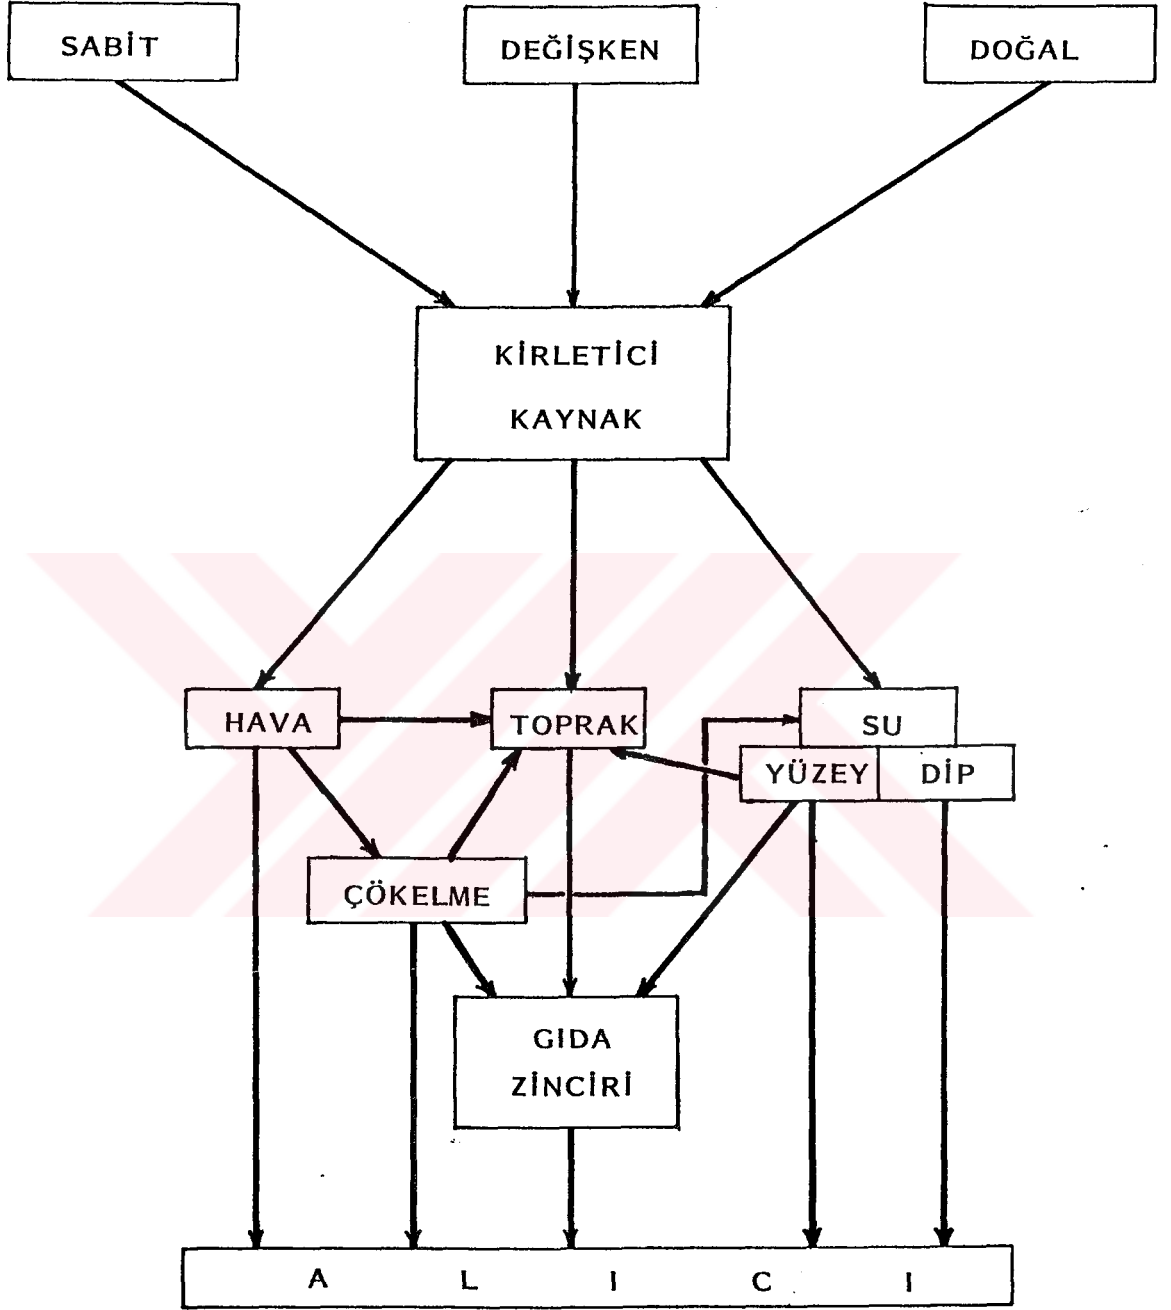 SABİT
DEĞİŞKEN
DOĞAL
KİRLETİCİ
KAYNAK
HAVA
TOPRAK
SU
YÜZEY
DİP
ÇÖKELME
GIDA
ZİNCİRİ
A L I C I